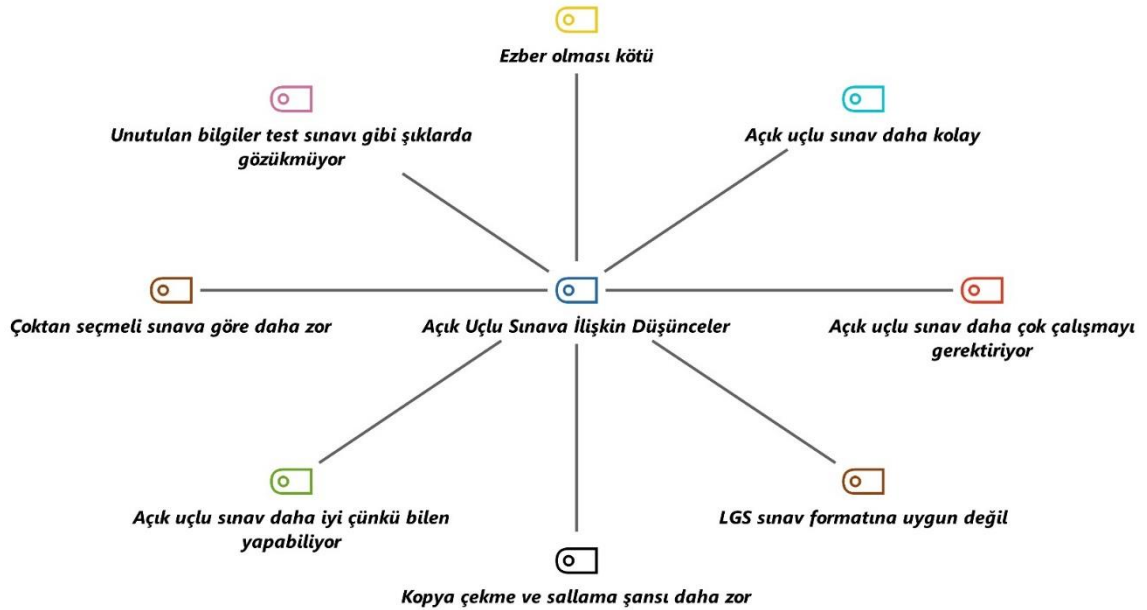 Ezber olması kötü
Unutulan bilgiler test sınavı gibi şıklarda
gözükmüyor
Açık uçlu sınav daha kolay
Çoktan seçmeli sınava göre daha zor
Açık Uçlu Sınava İlişkin Düşünceler
Açık uçlu sınav daha çok çalışmayı
gerektiriyor
Açık uçlu sınav daha iyi çünkü bilen
yapabiliyor
LGS sınav formatına uygun değil
Kopya çekme ve sallama şansı daha zor